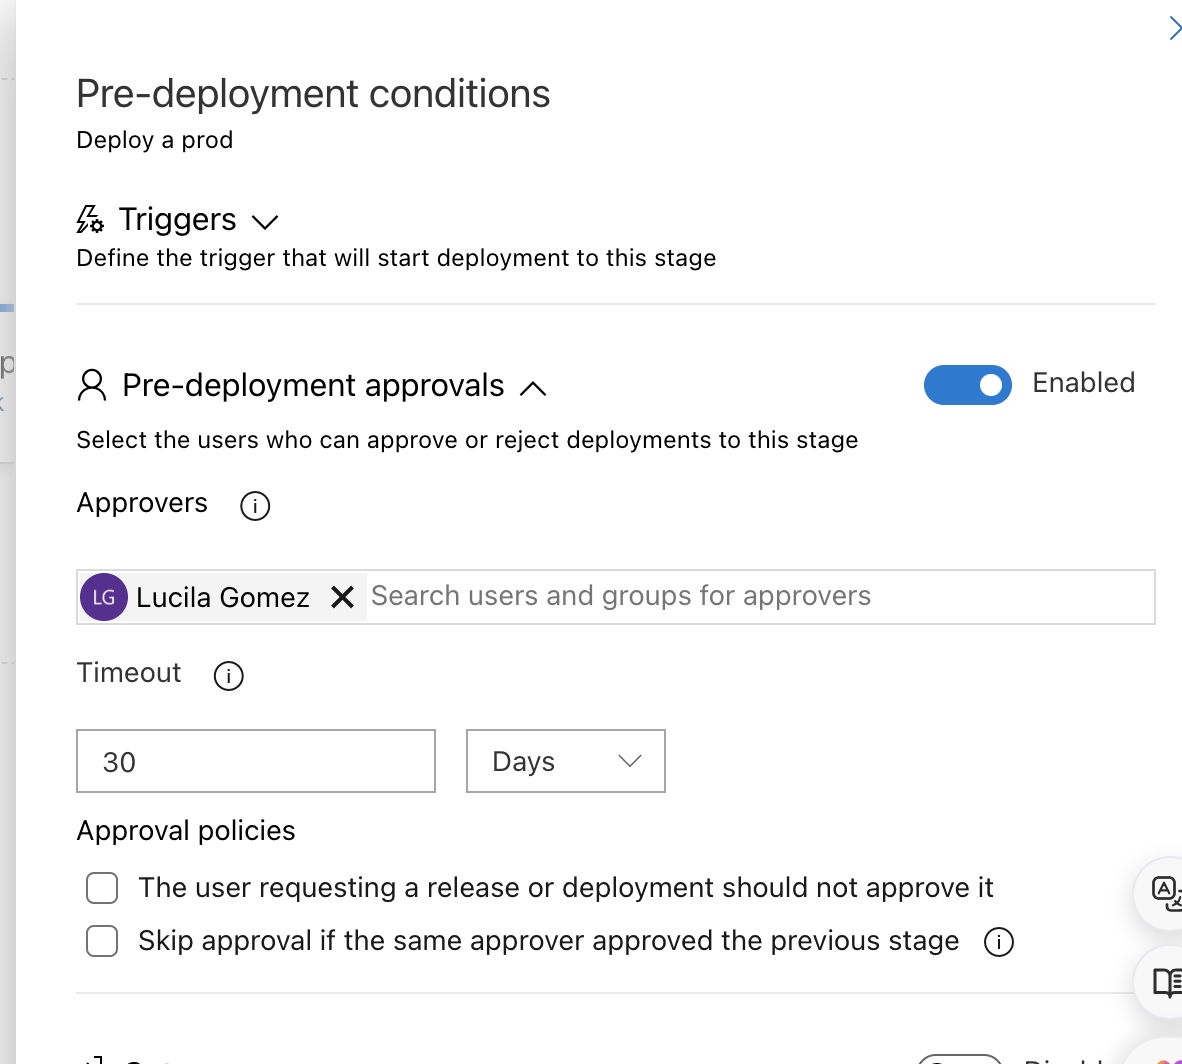 Pre-deployment conditions
Deploy a prod
Triggers
Define the trigger that will start deployment to this stage
Pre-deployment approvals
Enabled
Select the users who can approve or reject deployments to this stage
Approvers
LG Lucila Gomez Search users and groups for approvers
Timeout
30
Days
Approval policies
The user requesting a release or deployment should not approve it
Skip approval if the same approver approved the previous stage